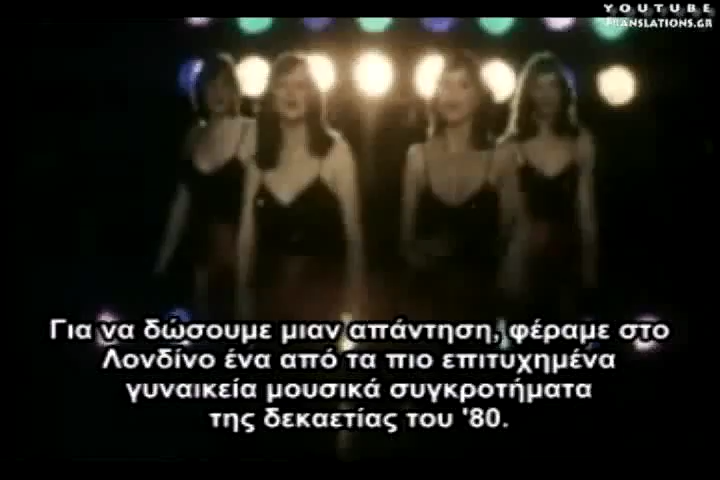 YOUTUBE
TRANSLATIONS.GR
Για να δώσουμε μιαν απάντηση, φέραμε στο
Λονδίνο ένα από τα πιο επιτυχημένα
γυναικεία μουσικά συγκροτήματα
της δεκαετίας του '80.